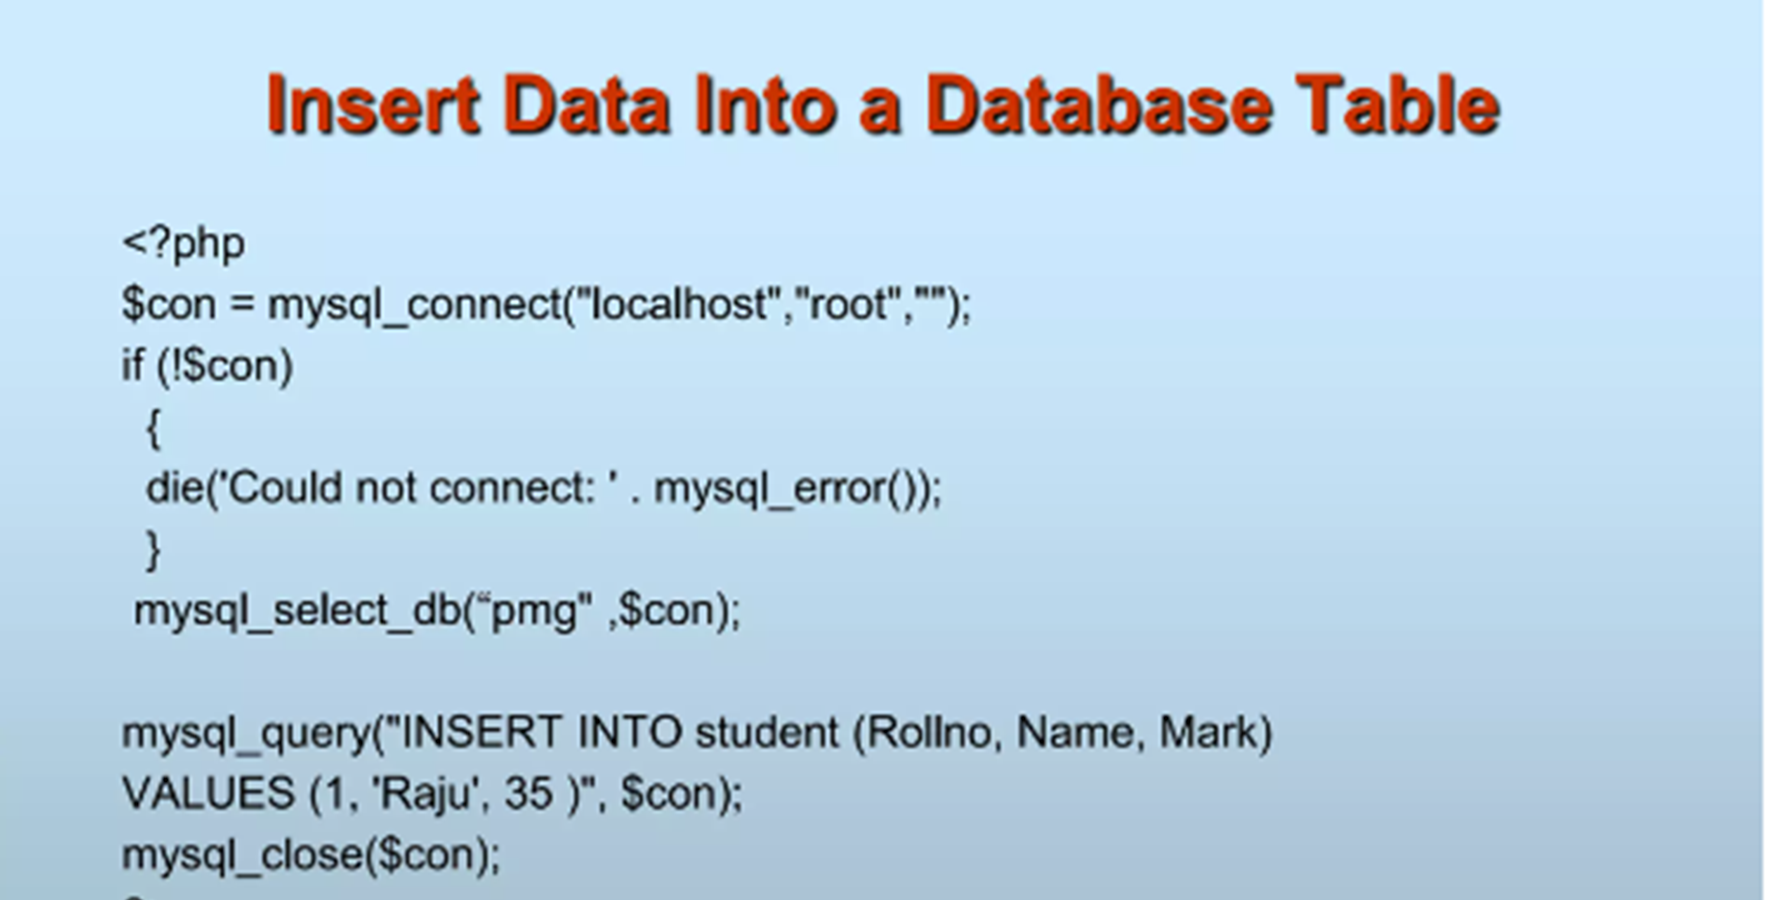 Insert Data Into a Database Table
<?php
$con = mysql_connect("localhost","root","");
if (!$con)
{
die('Could not connect: ' . mysql_error());
}
mysql_select_db(“pmg" ,$con);
mysql_query("INSERT INTO student (Rollno, Name, Mark)
VALUES (1, 'Raju', 35 )", $con);
mysql_close($con);